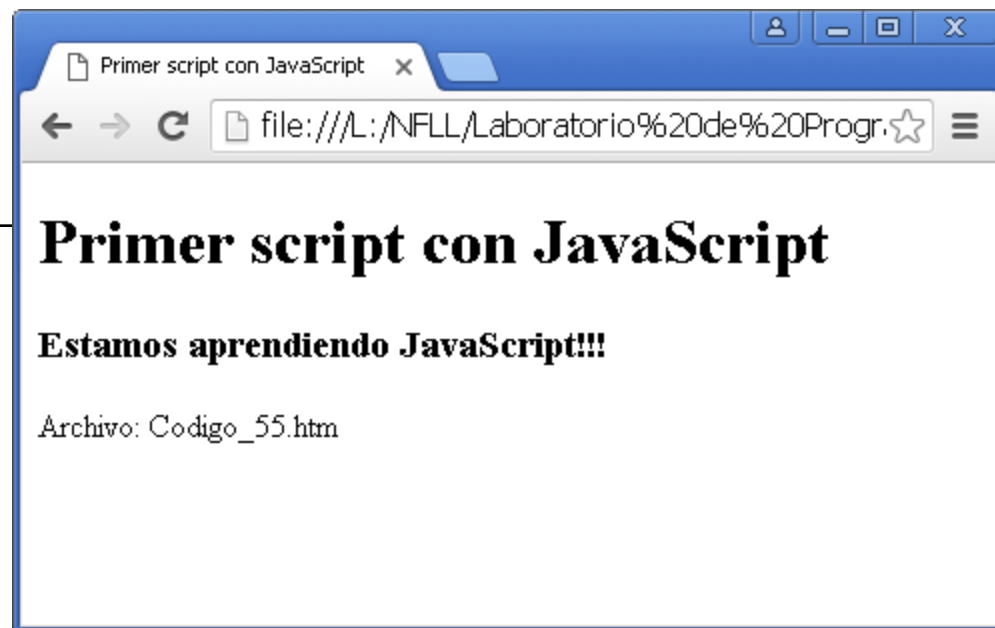 Primer script con JavaScript
file:///L:/NFLL/Laboratorio%20de%20Progr
Primer script con JavaScript
Estamos aprendiendo JavaScript!!!
Archivo: Codigo_55.htm